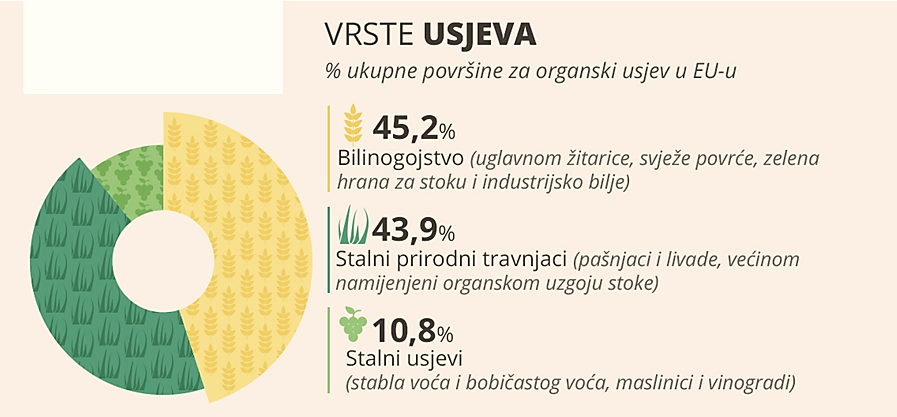 VRSTE USJEVA
% ukupne površine za organski usjev u EU-u
45,2%
Bilinogojstvo (uglavnom žitarice, svježe povrće, zelena
hrana za stoku i industrijsko bilje)
43,9%
Stalni prirodni travnjaci (pašnjaci i livade, većinom
namijenjeni organskom uzgoju stoke)
10,8%
Stalni usjevi
(stabla voća i bobičastog voća, maslinici i vinogradi)